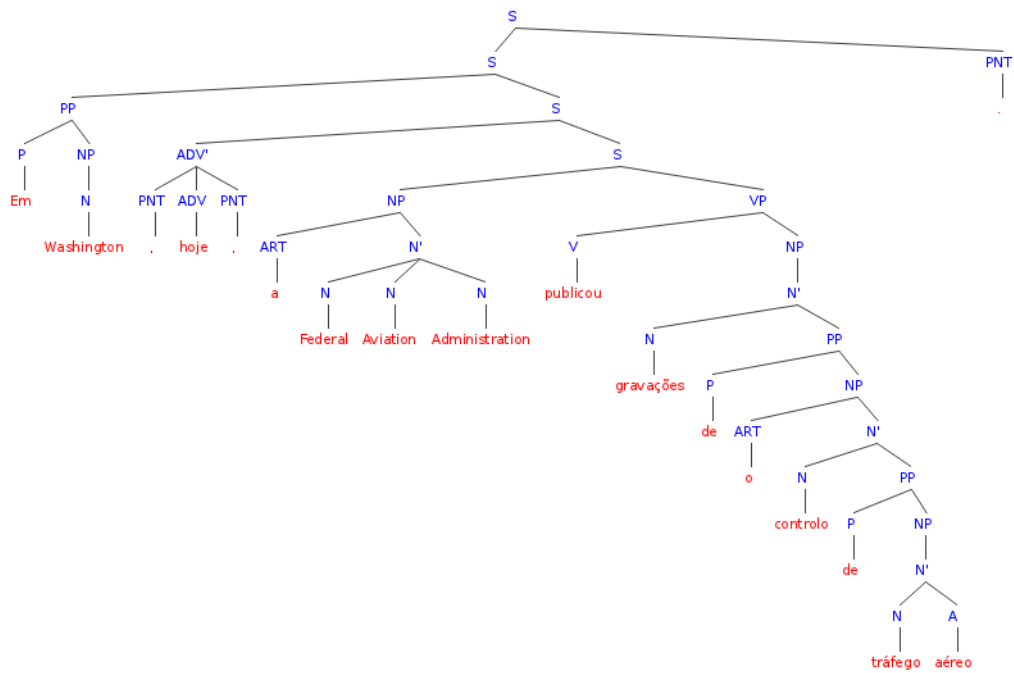 S
S PNT
PP S .
P NP ADV' S
Em N PNT ADV PNT NP VP
Washington . hoje . ART N' V NP
a N N N publicou N'
Federal Aviation Administration N PP
gravações P NP
de ART N'
o N PP
controlo P NP
de N'
N A
tráfego aéreo